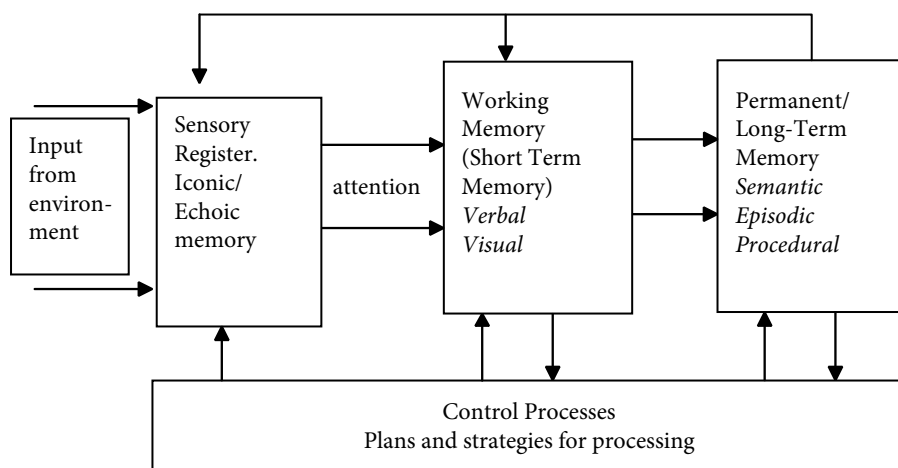 Input
from
environ-
ment
Sensory
Register.
Iconic/
Echoic
memory
attention
Working
Memory
(Short Term
Memory)
Verbal
Visual
Permanent/
Long-Term
Memory
Semantic
Episodic
Procedural
Control Processes
Plans and strategies for processing